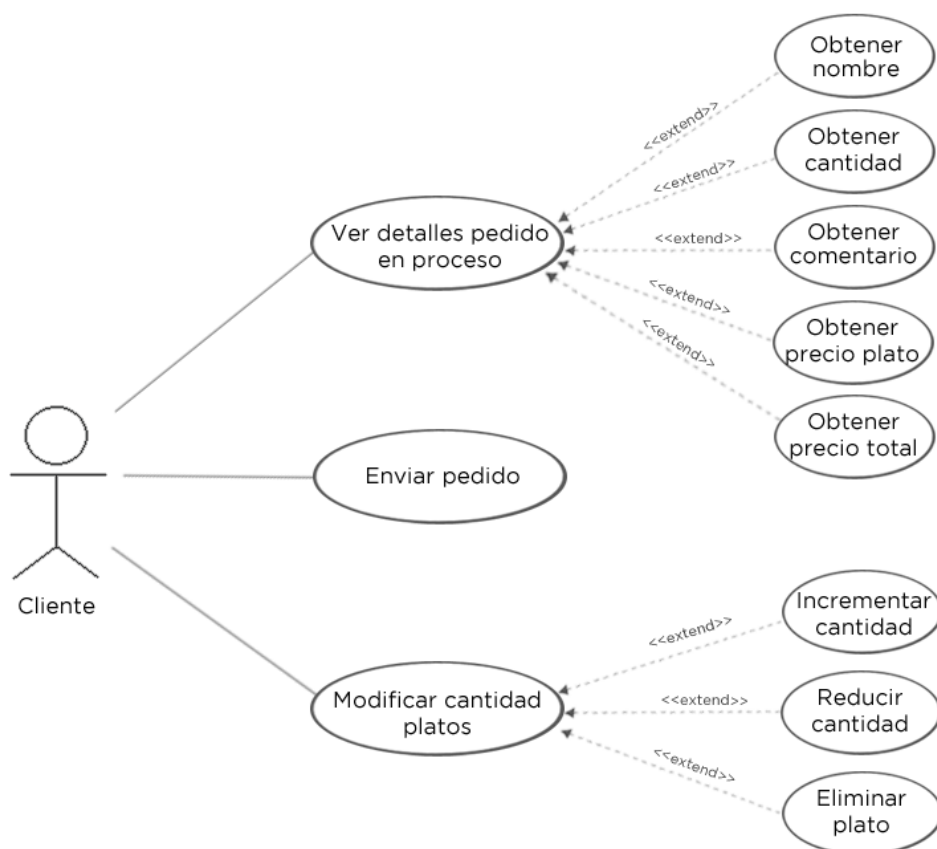 Obtener
nombre
<<extend>>
Obtener
cantidad
<<extend>>
Ver detalles pedido
en proceso
<<extend>>
Obtener
comentario
<<extend>>
Obtener
precio plato
<<extend>>
Obtener
precio total
Enviar pedido
Cliente
Incrementar
cantidad
<<extend>>
Modificar cantidad
platos
<<extend>>
Reducir
cantidad
<<extend>>
Eliminar
plato